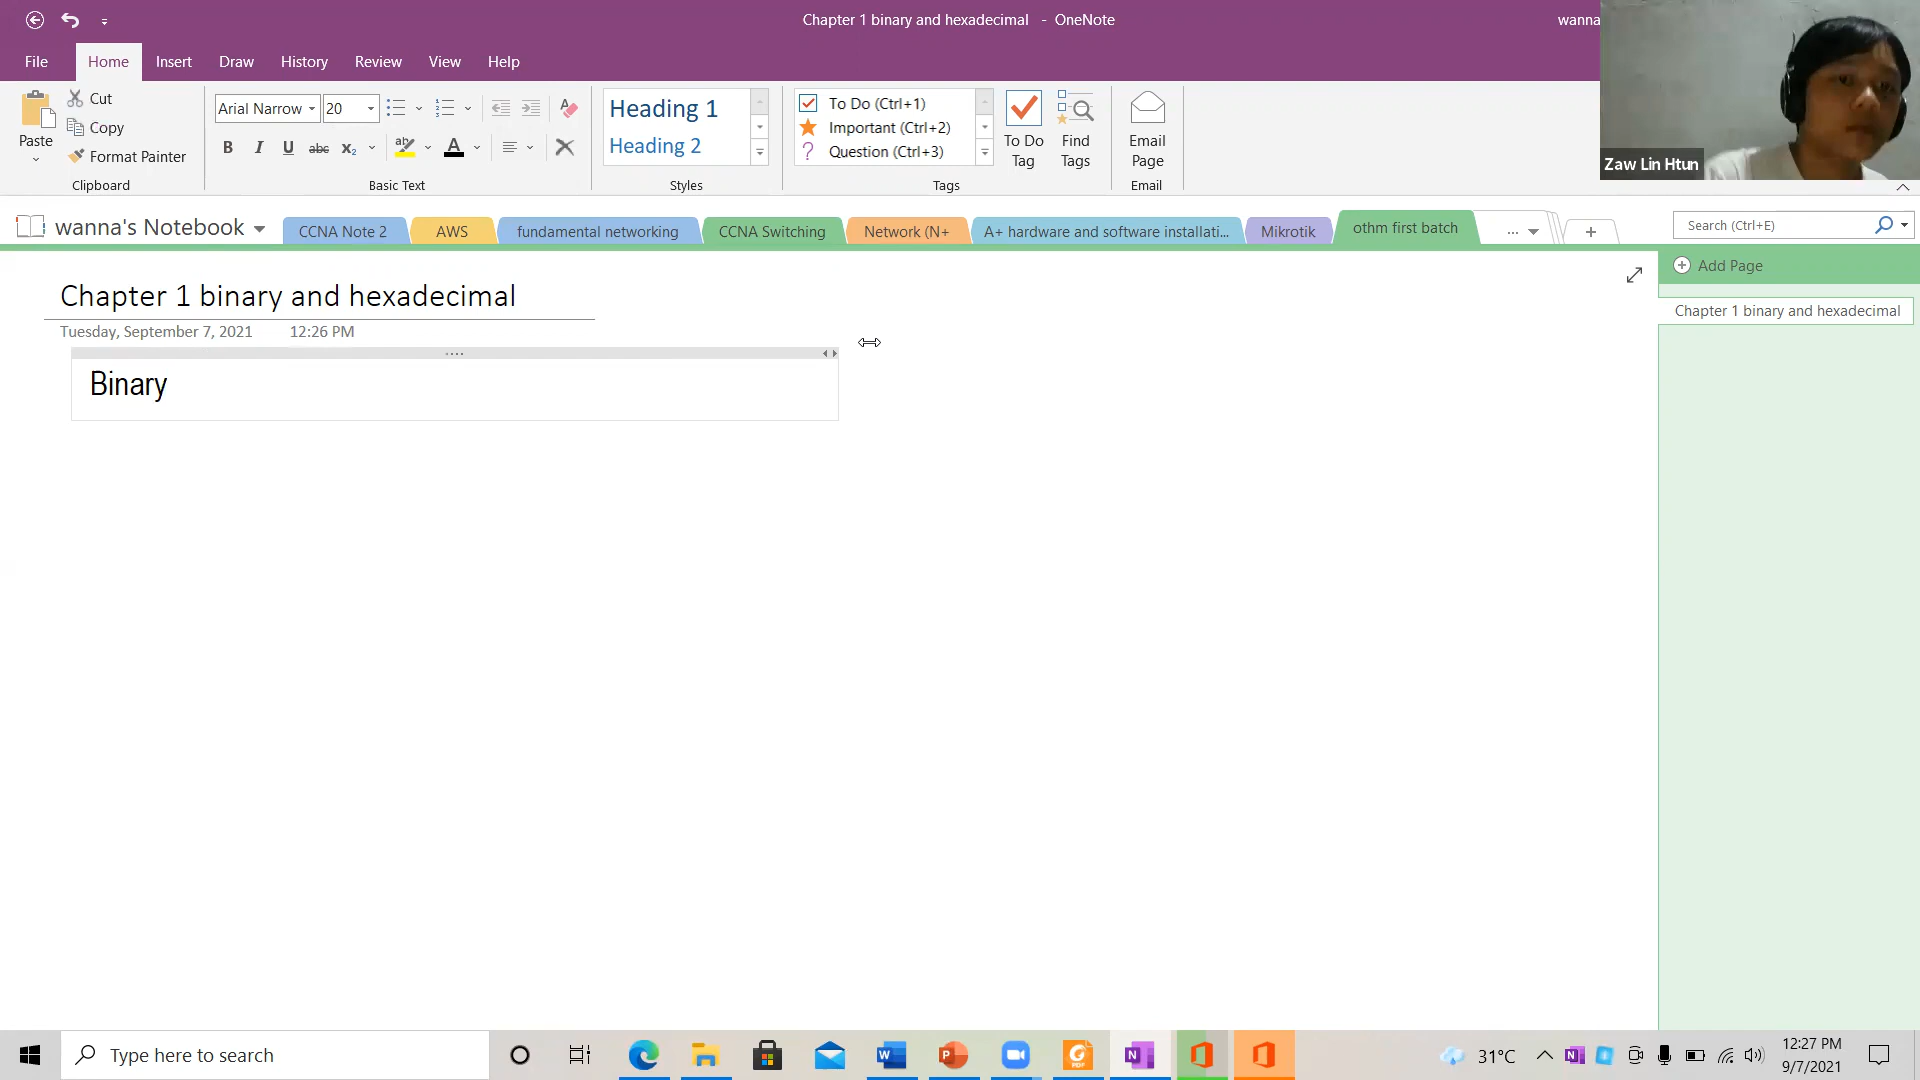 Chapter 1 binary and hexadecimal - OneNote
wanna
File Home Insert Draw History Review View Help
Paste
Cut
Copy
Format Painter
Clipboard
Arial Narrow 20
B I U abc x₂ ab A
Basic Text
Heading 1
Heading 2
Styles
To Do (Ctrl+1)
Important (Ctrl+2)
Question (Ctrl+3)
Tags
To Do Tag
Find Tags
Email Page
Email
Zaw Lin Htun
wanna's Notebook
CCNA Note 2 AWS fundamental networking CCNA Switching Network (N+ A+ hardware and software installati... Mikrotik othm first batch ...
Search (Ctrl+E)
Add Page
Chapter 1 binary and hexadecimal
Chapter 1 binary and hexadecimal
Tuesday, September 7, 2021 12:26 PM
Binary
Type here to search
31°C
12:27 PM
9/7/2021